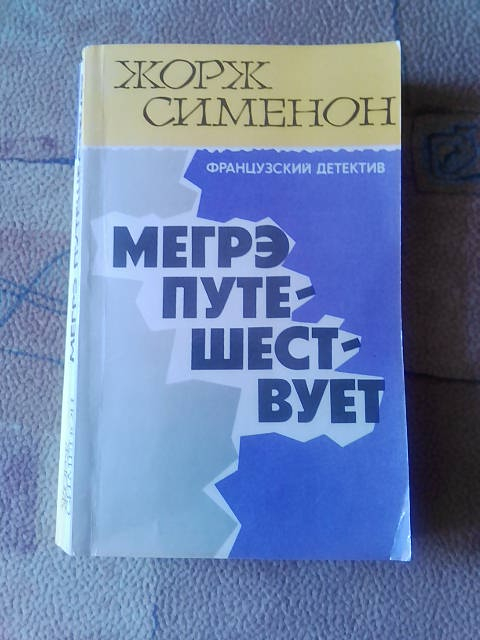 ЖОРЖ
СИМЕНОН
ФРАНЦУЗСКИЙ ДЕТЕКТИВ
МЕГРЭ
ПУТЕ-
ШЕСТ-
ВУЕТ